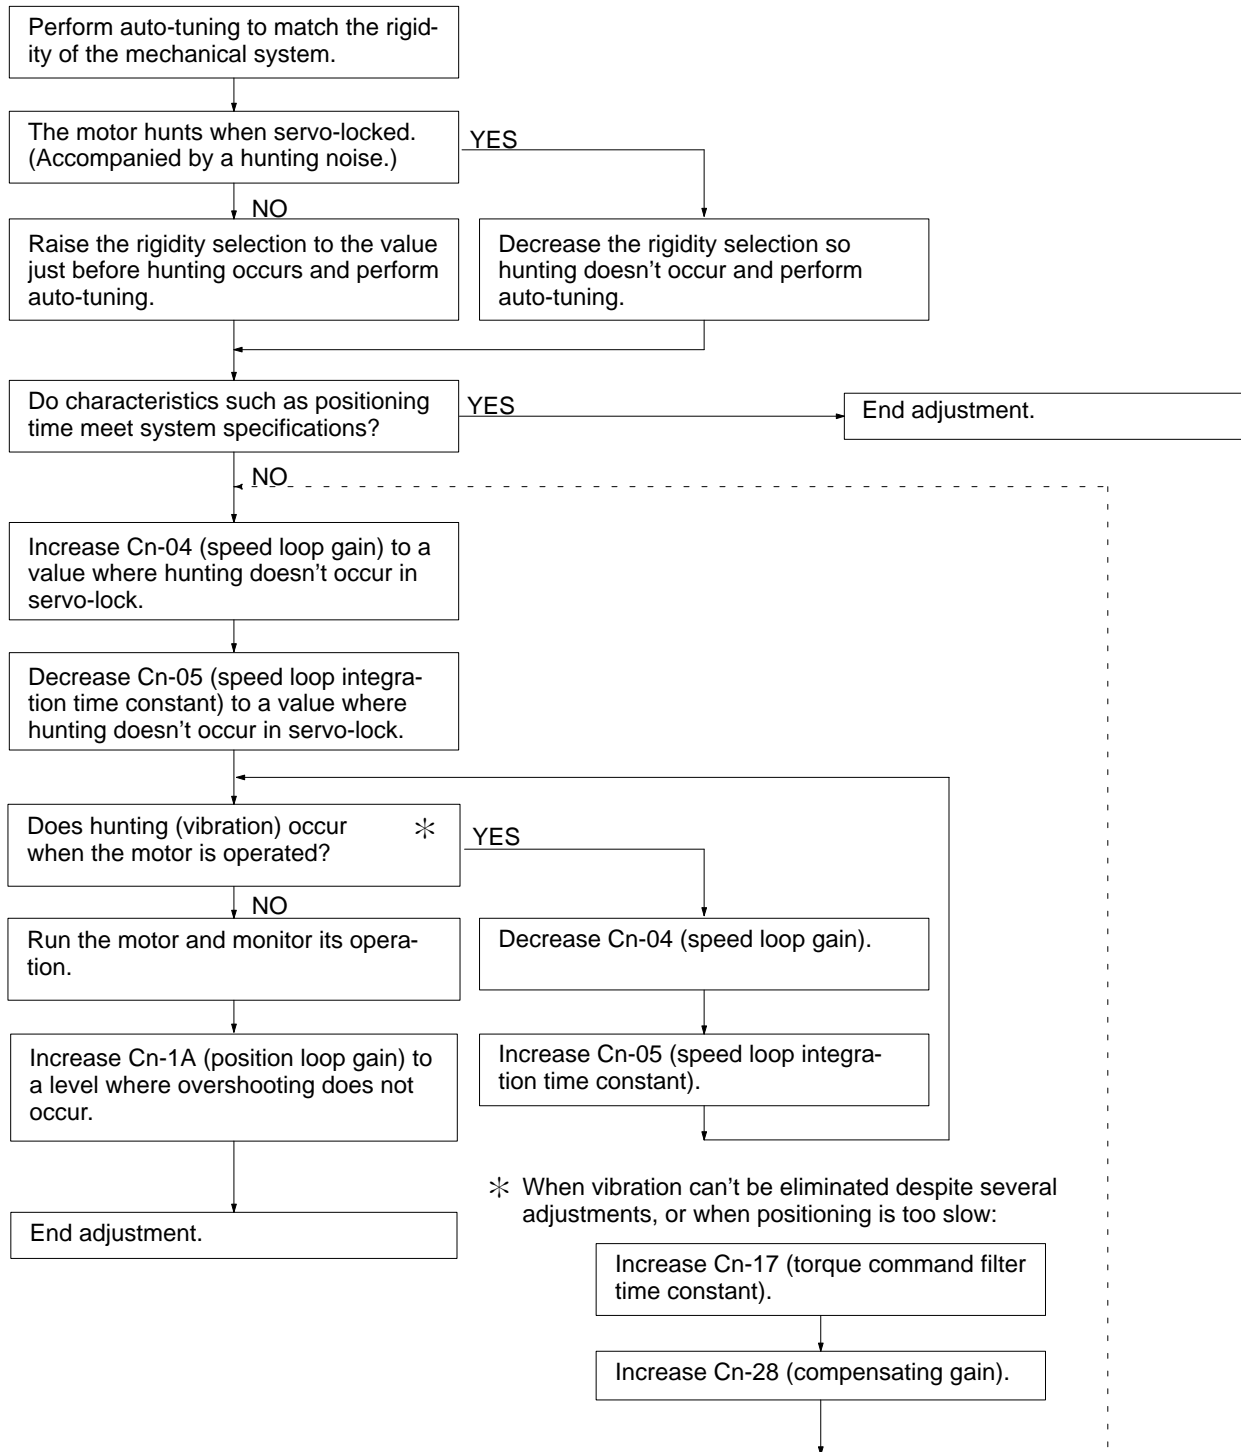 Perform auto-tuning to match the rigid-
ity of the mechanical system.
The motor hunts when servo-locked.
(Accompanied by a hunting noise.)
YES
NO
Raise the rigidity selection to the value
just before hunting occurs and perform
auto-tuning.
Decrease the rigidity selection so
hunting doesn't occur and perform
auto-tuning.
Do characteristics such as positioning
time meet system specifications?
YES
End adjustment.
NO
Increase Cn-04 (speed loop gain) to a
value where hunting doesn't occur in
servo-lock.
Decrease Cn-05 (speed loop integra-
tion time constant) to a value where
hunting doesn't occur in servo-lock.
Does hunting (vibration) occur *
when the motor is operated?
YES
NO
Run the motor and monitor its opera-
tion.
Decrease Cn-04 (speed loop gain).
Increase Cn-1A (position loop gain) to
a level where overshooting does not
occur.
Increase Cn-05 (speed loop integra-
tion time constant).
End adjustment.
* When vibration can't be eliminated despite several
adjustments, or when positioning is too slow:
Increase Cn-17 (torque command filter
time constant).
Increase Cn-28 (compensating gain).